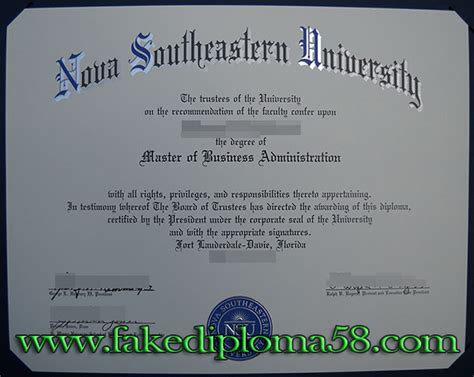 Nova Southeastern University
The trustees of the University
on the recommendation of the faculty confer upon
the degree of
Master of Business Administration
with all rights, privileges, and responsibilities thereto appertaining.
In testimony whereof The Board of Trustees has directed the awarding of this diploma,
certified by the President under the corporate seal of the University
and with the appropriate signatures.
Fort Lauderdale-Davie, Florida
NOVA SOUTHEASTERN
NSU
www.fakediploma58.com